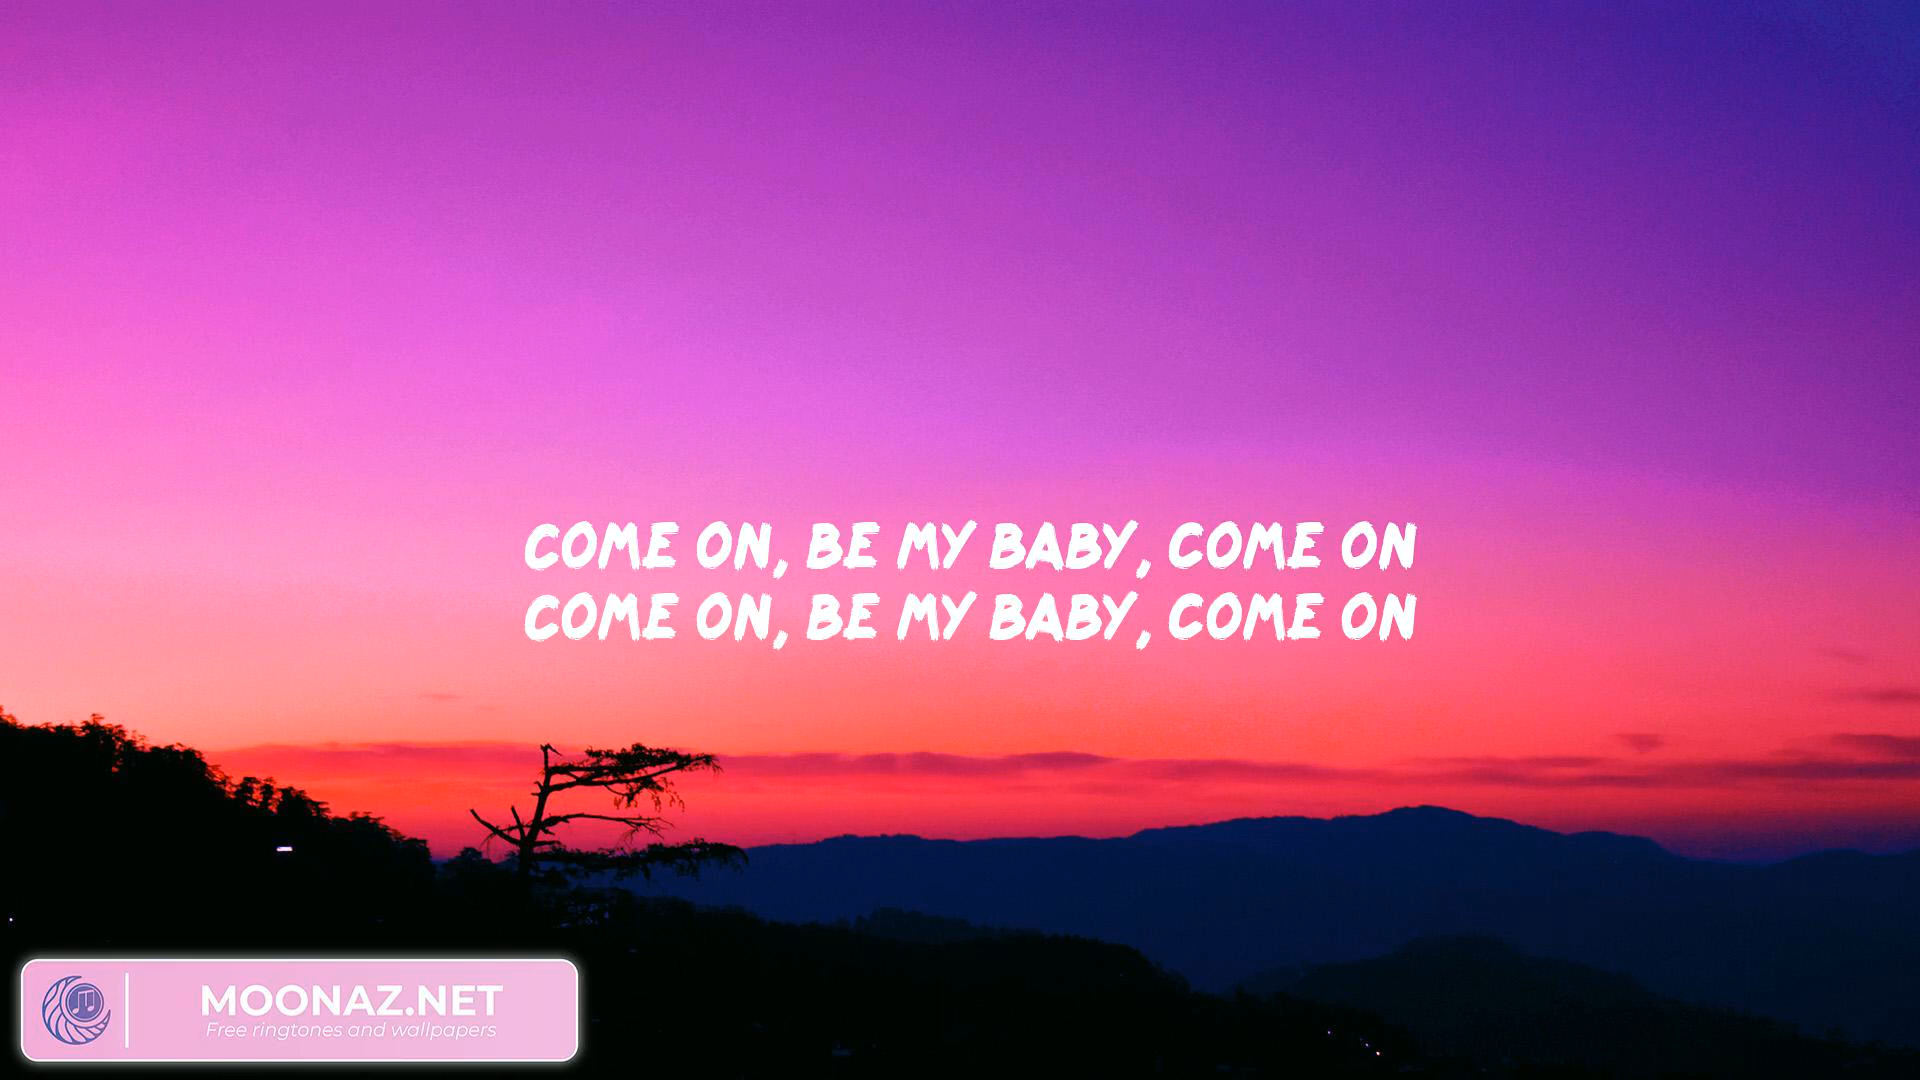 COME ON, BE MY BABY, COME ON
COME ON, BE MY BABY, COME ON
MOONAZ.NET
Free ringtones and wallpapers